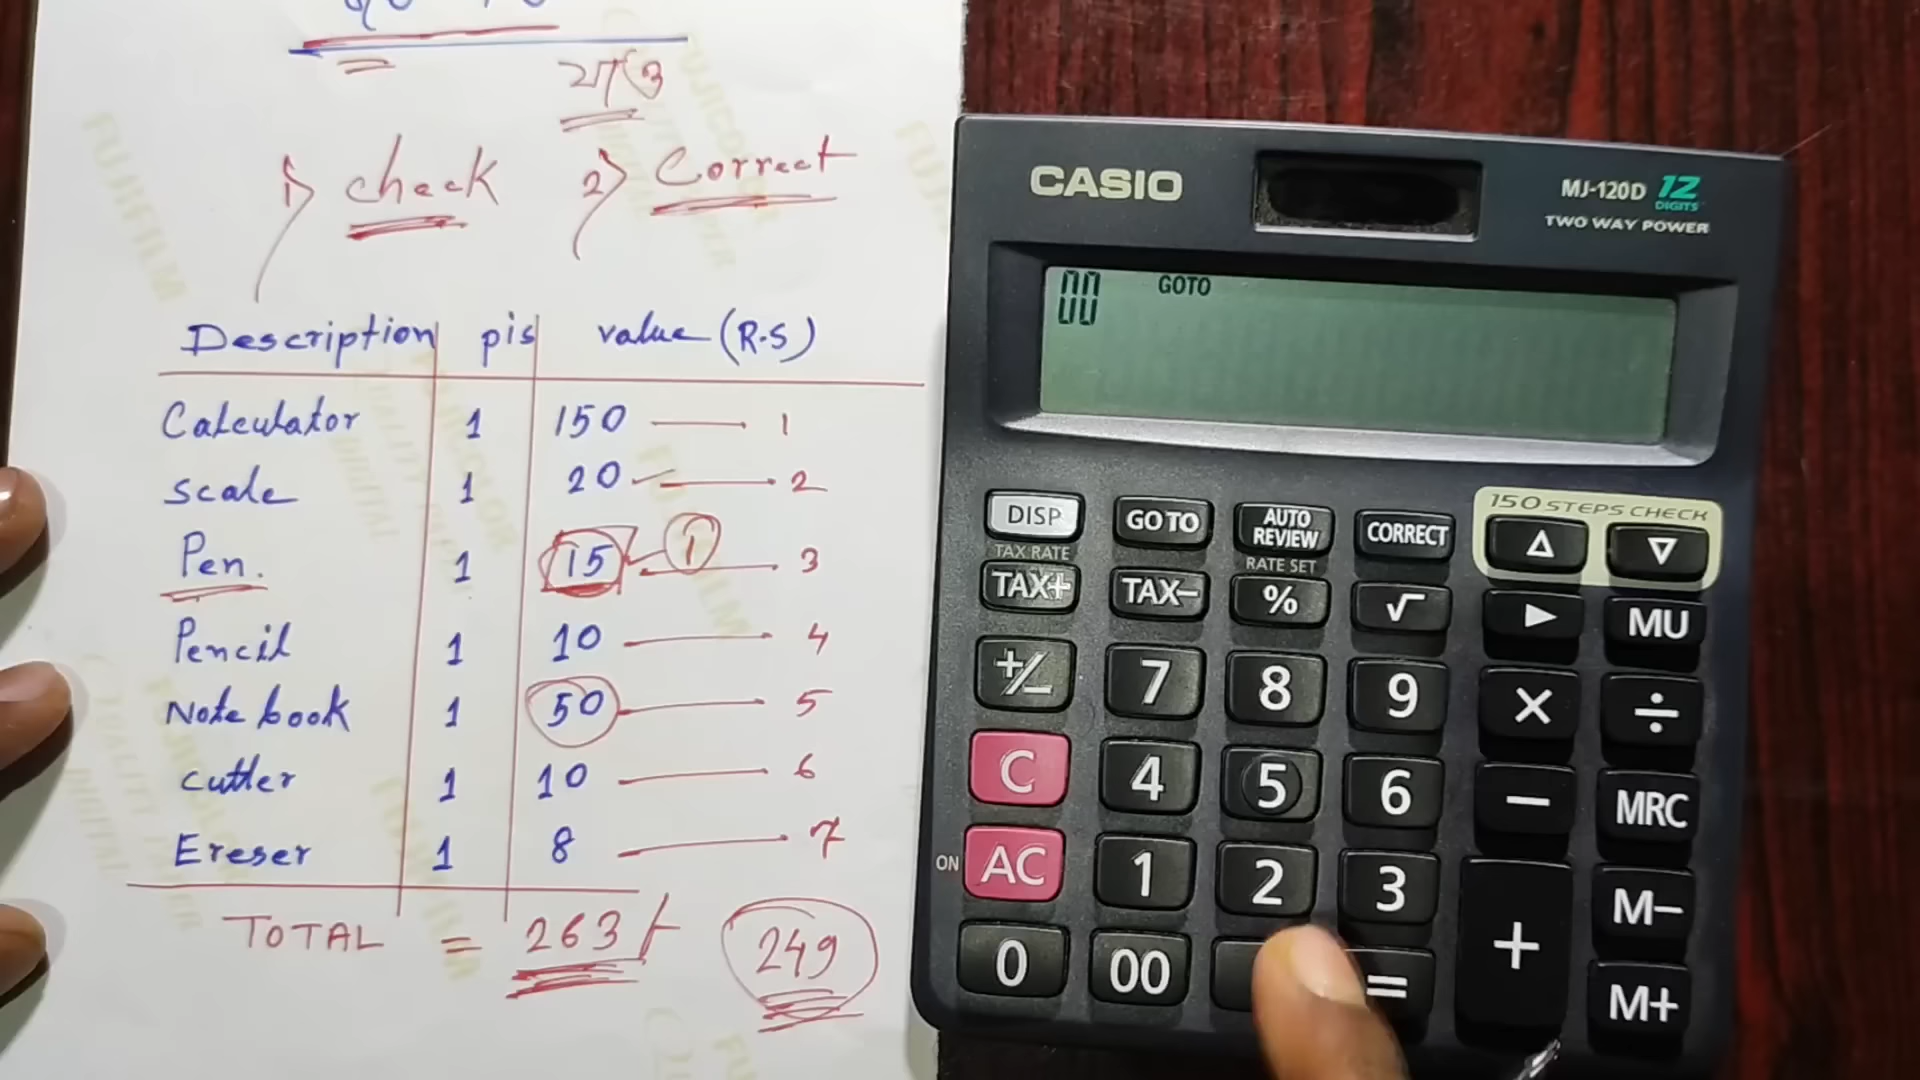 1) check 2) Correct
Description pis value (R.S)
Calculator 1 150 1
scale 1 20 2
Pen. 1 15 1 3
Pencil 1 10 4
Note book 1 50 5
cutter 1 10 6
Ereser 1 8 7
TOTAL = 263/- 249
CASIO
MJ-120D 12
DIGITS
TWO WAY POWER
00 GOTO
150 STEPS CHECK
DISP GO TO AUTO REVIEW CORRECT △ ▽
TAX RATE RATE SET
TAX+ TAX− % √ ▶ MU
+/− 7 8 9 × ÷
C 4 5 6 − MRC
ON AC 1 2 3 + M−
0 00 = M+